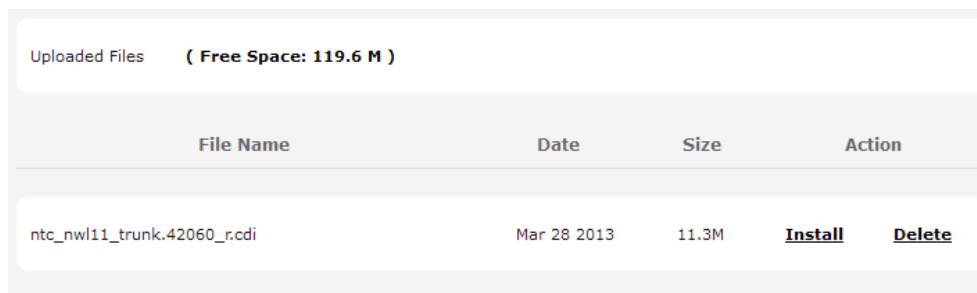 Uploaded Files ( Free Space: 119.6 M )
File Name Date Size Action
ntc_nwl11_trunk.42060_r.cdi Mar 28 2013 11.3M Install Delete